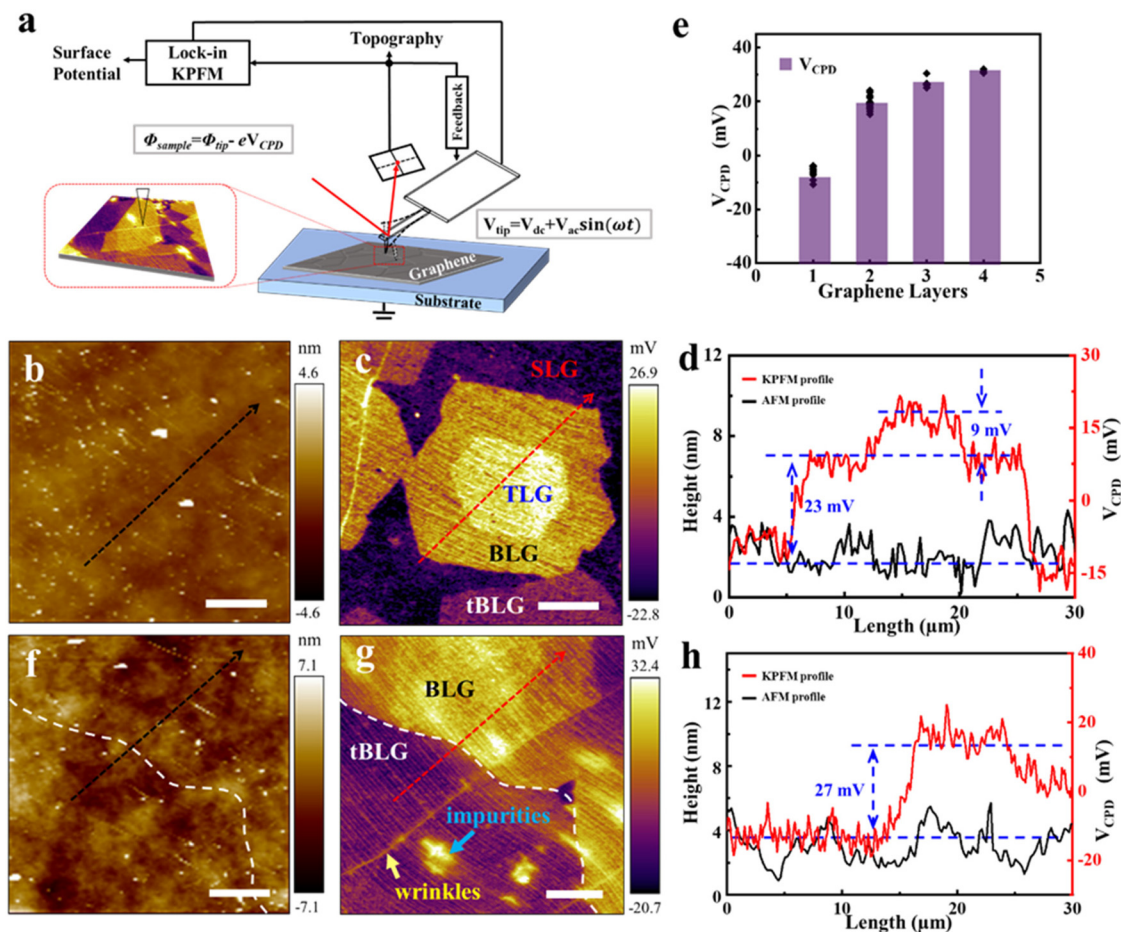 a
Surface
Potential
Lock-in
KPFM
Topography
Feedback
Φsample=Φtip- eVCPD
Vtip=Vdc+Vacsin(ωt)
Graphene
Substrate
e
VCPD
VCPD (mV)
40
20
0
-20
-40
0 1 2 3 4 5
Graphene Layers
b
nm
4.6
-4.6
c
SLG
TLG
BLG
tBLG
mV
26.9
-22.8
d
KPFM profile
AFM profile
9 mV
23 mV
Height (nm)
12
8
4
0
VCPD (mV)
30
15
0
-15
0 10 20 30
Length (µm)
f
nm
7.1
-7.1
g
BLG
tBLG
impurities
wrinkles
mV
32.4
-20.7
h
KPFM profile
AFM profile
27 mV
Height (nm)
12
8
4
0
VCPD (mV)
40
20
0
-20
0 10 20 30
Length (µm)